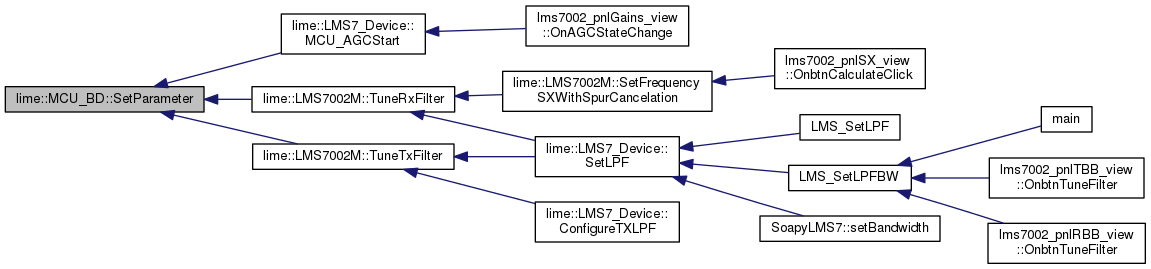 lime::MCU_BD::SetParameter
lime::LMS7_Device::
MCU_AGCStart
lms7002_pnlGains_view
::OnAGCStateChange
lime::LMS7002M::TuneRxFilter
lime::LMS7002M::SetFrequency
SXWithSpurCancelation
lms7002_pnlSX_view
::OnbtnCalculateClick
lime::LMS7002M::TuneTxFilter
lime::LMS7_Device::
SetLPF
LMS_SetLPF
LMS_SetLPFBW
main
lms7002_pnlTBB_view
::OnbtnTuneFilter
lms7002_pnlRBB_view
::OnbtnTuneFilter
SoapyLMS7::setBandwidth
lime::LMS7_Device::
ConfigureTXLPF